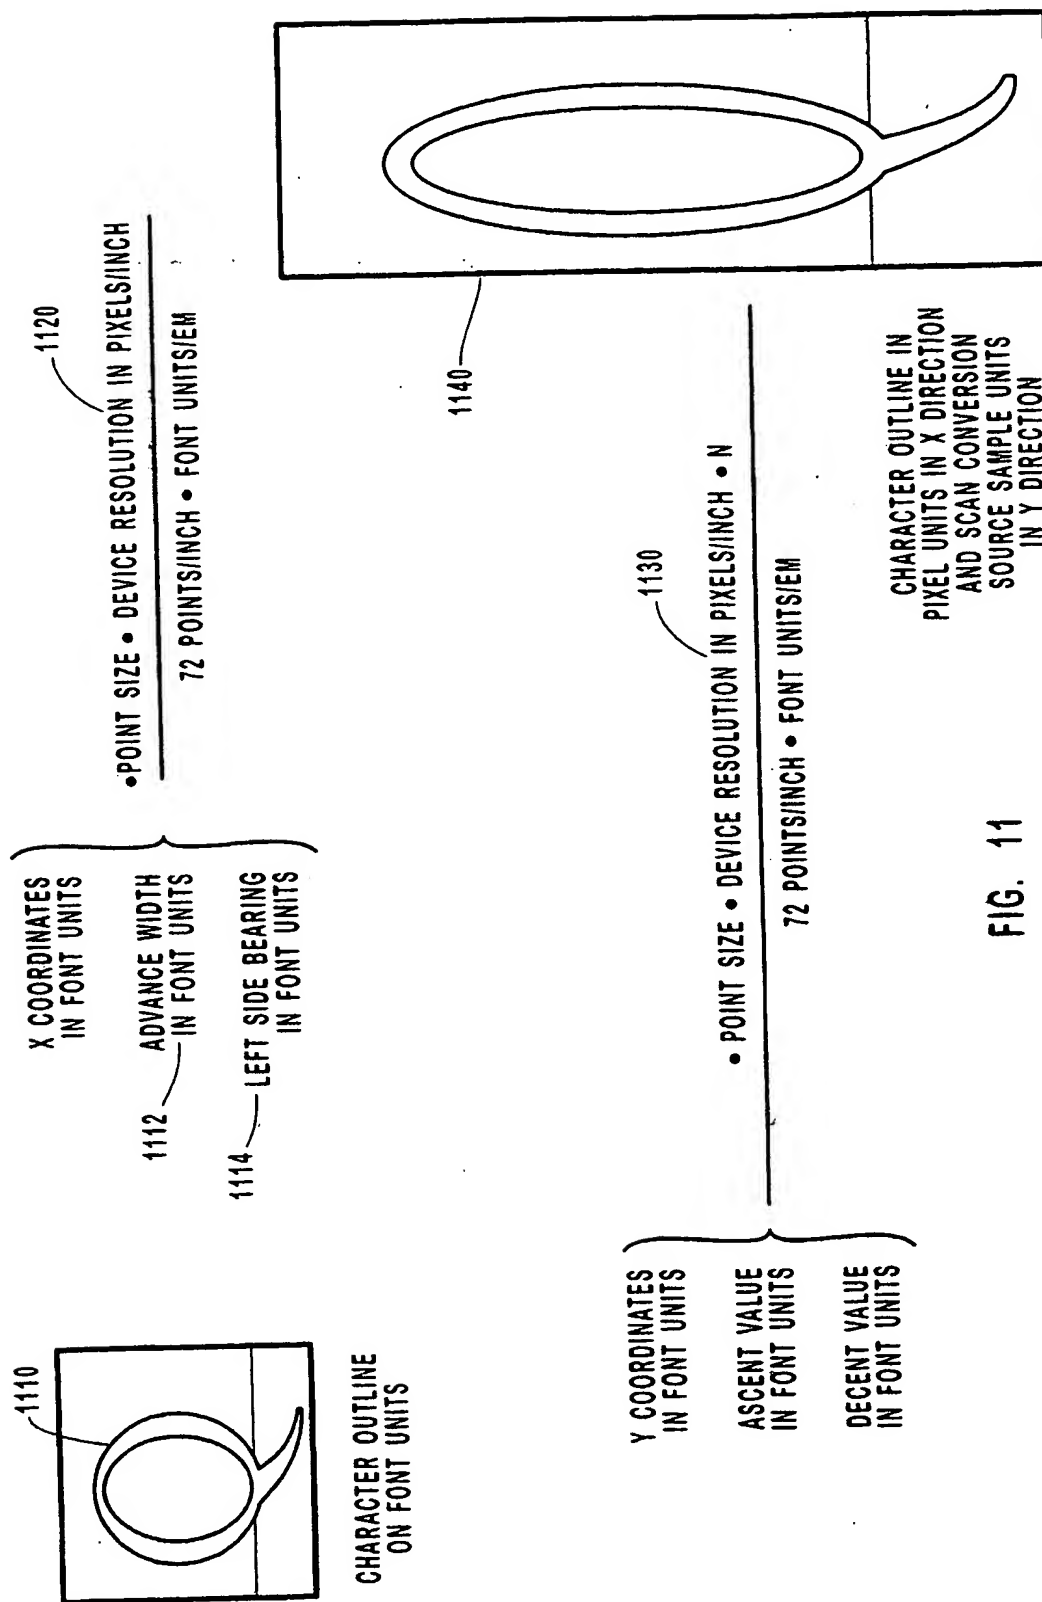 1110
CHARACTER OUTLINE
ON FONT UNITS
X COORDINATES
IN FONT UNITS
ADVANCE WIDTH
IN FONT UNITS
1112
LEFT SIDE BEARING
IN FONT UNITS
1114
1120
•POINT SIZE • DEVICE RESOLUTION IN PIXELS/INCH
72 POINTS/INCH • FONT UNITS/EM
Y COORDINATES
IN FONT UNITS
ASCENT VALUE
IN FONT UNITS
DECENT VALUE
IN FONT UNITS
1130
• POINT SIZE • DEVICE RESOLUTION IN PIXELS/INCH • N
72 POINTS/INCH • FONT UNITS/EM
1140
CHARACTER OUTLINE IN
PIXEL UNITS IN X DIRECTION
AND SCAN CONVERSION
SOURCE SAMPLE UNITS
IN Y DIRECTION
FIG. 11